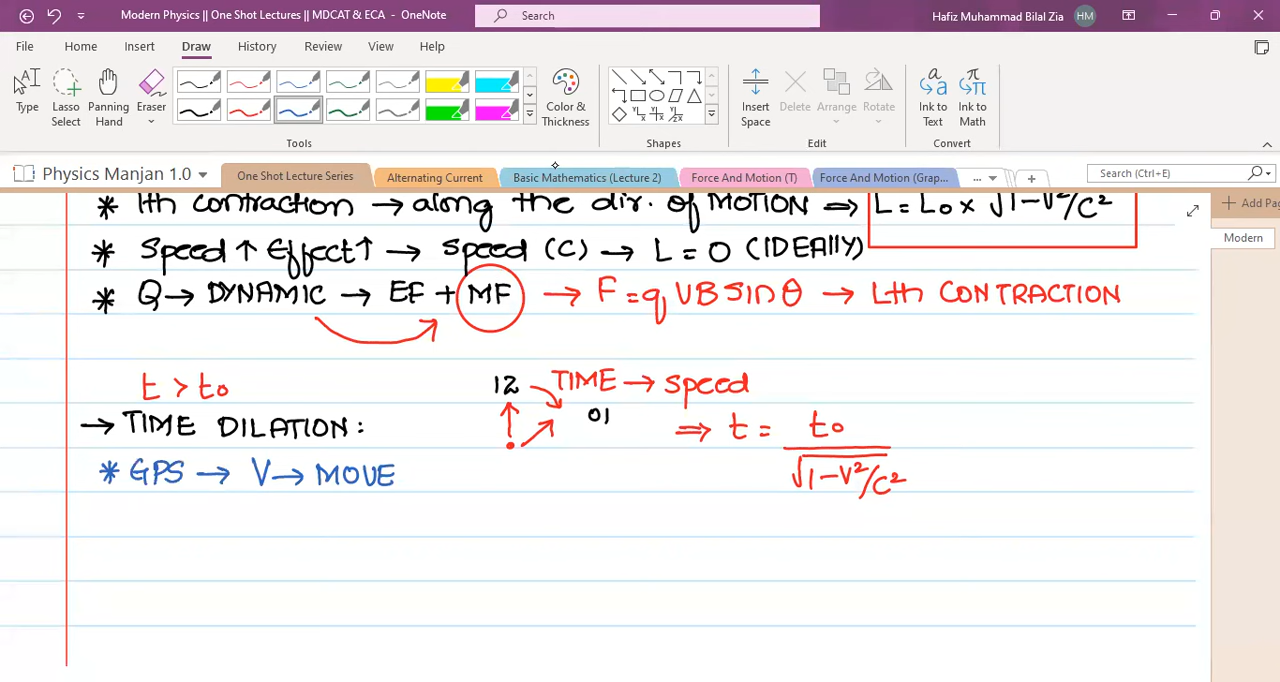 Modern Physics || One Shot Lectures || MDCAT & ECA - OneNote
Search
Hafiz Muhammad Bilal Zia HM
File Home Insert Draw History Review View Help
Type Lasso Select Panning Hand Eraser Color & Thickness Insert Space Delete Arrange Rotate Ink to Text Ink to Math
Tools Shapes Edit Convert
Physics Manjan 1.0 One Shot Lecture Series Alternating Current Basic Mathematics (Lecture 2) Force And Motion (T) Force And Motion (Grap... ... + Search (Ctrl+E)
+ Add Pag
Modern
* lth contraction → along the dir. of MOTION ⇒ L = L₀ × √1-V²/C²
* Speed ↑ Effect ↑ → speed (C) → L = 0 (IDEALLY)
* Q → DYNAMIC → EF + MF → F = qVBSinθ → Lth CONTRACTION
t > t₀ 12 TIME → speed
→ TIME DILATION: 01 ⇒ t = t₀ / √1-V²/C²
* GPS → V → MOVE